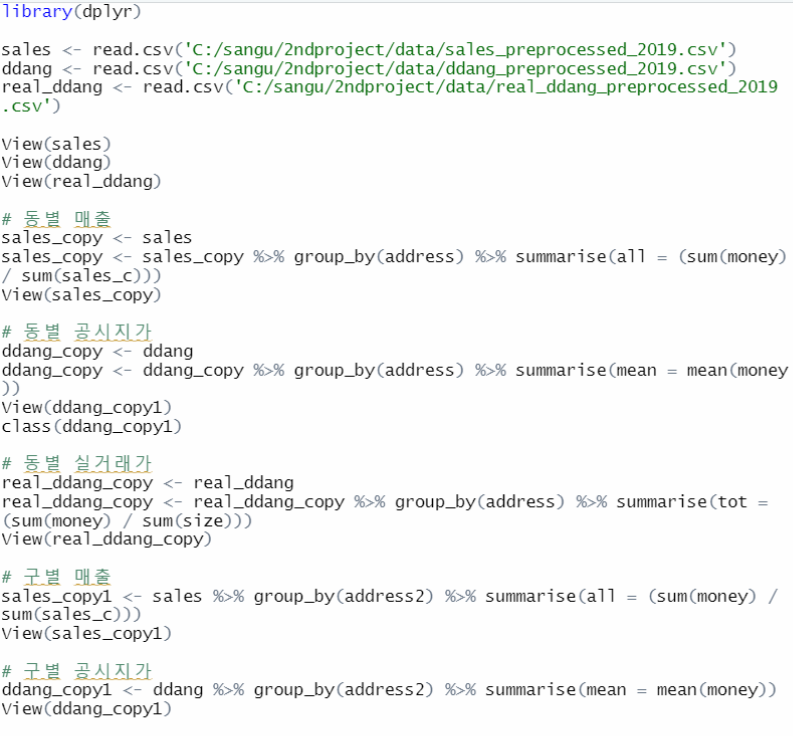 library(dplyr)
sales <- read.csv('C:/sangu/2ndproject/data/sales_preprocessed_2019.csv')
ddang <- read.csv('C:/sangu/2ndproject/data/ddang_preprocessed_2019.csv')
real_ddang <- read.csv('C:/sangu/2ndproject/data/real_ddang_preprocessed_2019
.csv')
View(sales)
View(ddang)
View(real_ddang)
# 동별 매출
sales_copy <- sales
sales_copy <- sales_copy %>% group_by(address) %>% summarise(all = (sum(money)
/ sum(sales_c)))
View(sales_copy)
# 동별 공시지가
ddang_copy <- ddang
ddang_copy <- ddang_copy %>% group_by(address) %>% summarise(mean = mean(money
))
View(ddang_copy1)
class(ddang_copy1)
# 동별 실거래가
real_ddang_copy <- real_ddang
real_ddang_copy <- real_ddang_copy %>% group_by(address) %>% summarise(tot =
(sum(money) / sum(size)))
View(real_ddang_copy)
# 구별 매출
sales_copy1 <- sales %>% group_by(address2) %>% summarise(all = (sum(money) /
sum(sales_c)))
View(sales_copy1)
# 구별 공시지가
ddang_copy1 <- ddang %>% group_by(address2) %>% summarise(mean = mean(money))
View(ddang_copy1)